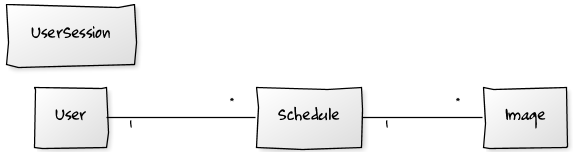 UserSession
User
1
*
Schedule
1
*
Image